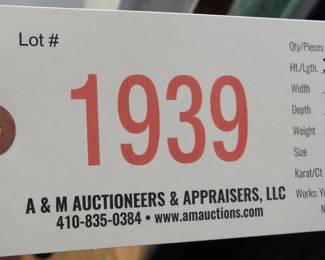 Lot #
1939
A & M AUCTIONEERS & APPRAISERS, LLC
410-835-0384 • www.amauctions.com
Qty/Pieces
Ht./Lgth.
Width
Depth
Weight
Size
Karat/Ct
Works: